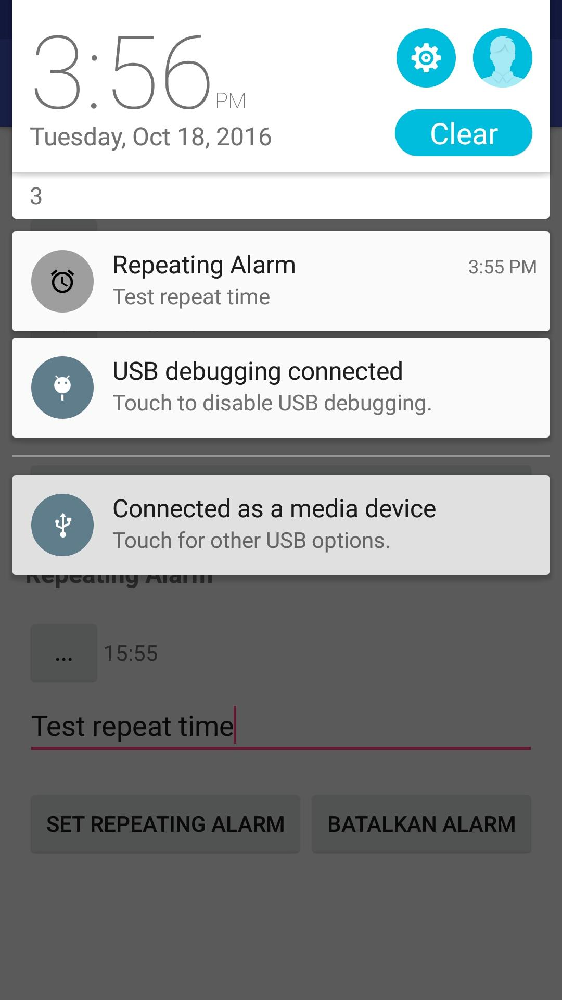 3:56 PM
Tuesday, Oct 18, 2016
Clear
3
Repeating Alarm
3:55 PM
Test repeat time
USB debugging connected
Touch to disable USB debugging.
Connected as a media device
Touch for other USB options.
Repeating Alarm
...
15:55
Test repeat time
SET REPEATING ALARM
BATALKAN ALARM